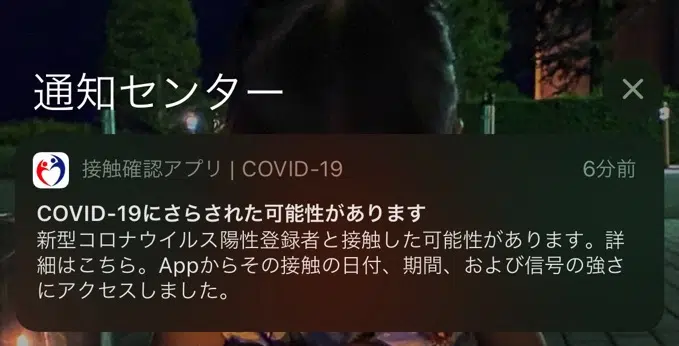 通知センター
接触確認アプリ | COVID-19 6分前
COVID-19にさらされた可能性があります
新型コロナウイルス陽性登録者と接触した可能性があります。詳
細はこちら。Appからその接触の日付、期間、および信号の強さ
にアクセスしました。